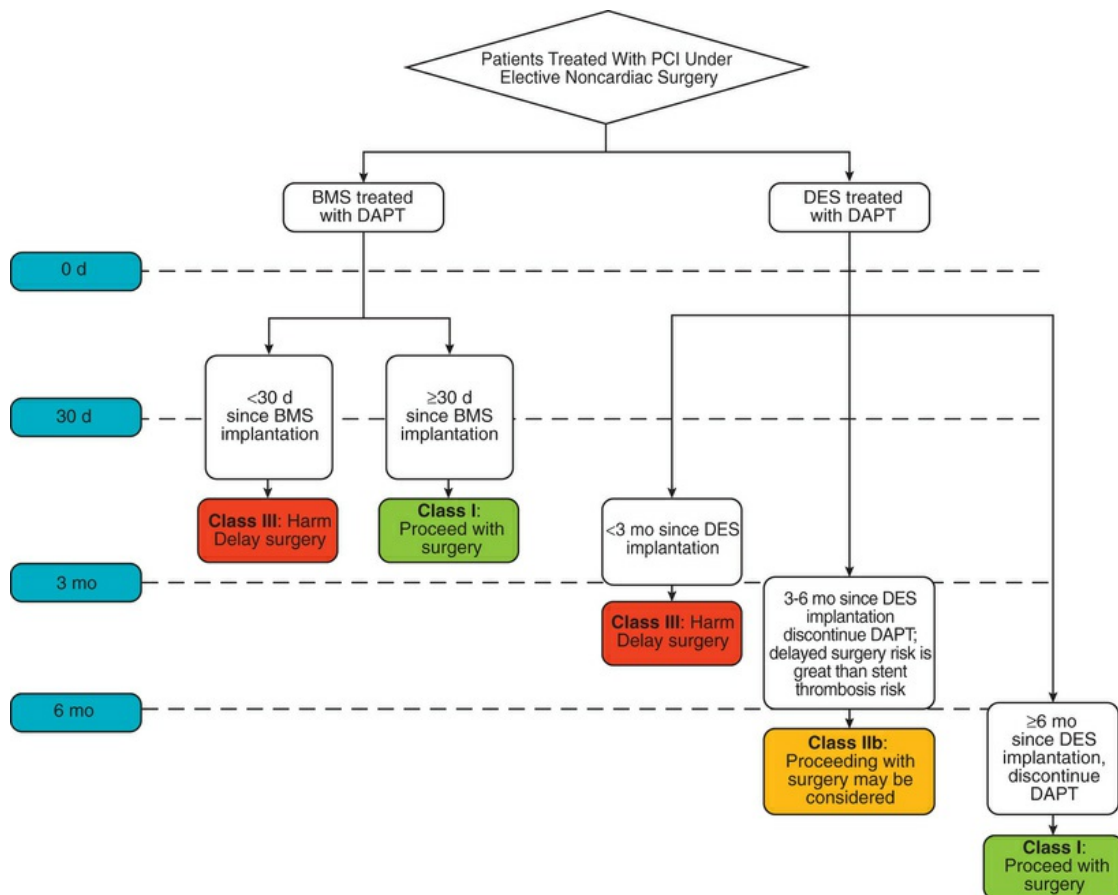 Patients Treated With PCI Under
Elective Noncardiac Surgery
BMS treated
with DAPT
DES treated
with DAPT
0 d
<30 d
since BMS
implantation
≥30 d
since BMS
implantation
30 d
Class III: Harm
Delay surgery
Class I:
Proceed with
surgery
<3 mo since DES
implantation
3 mo
3-6 mo since DES
implantation
discontinue DAPT;
delayed surgery risk is
great than stent
thrombosis risk
Class III: Harm
Delay surgery
6 mo
≥6 mo
since DES
implantation,
discontinue
DAPT
Class IIb:
Proceeding with
surgery may be
considered
Class I:
Proceed with
surgery